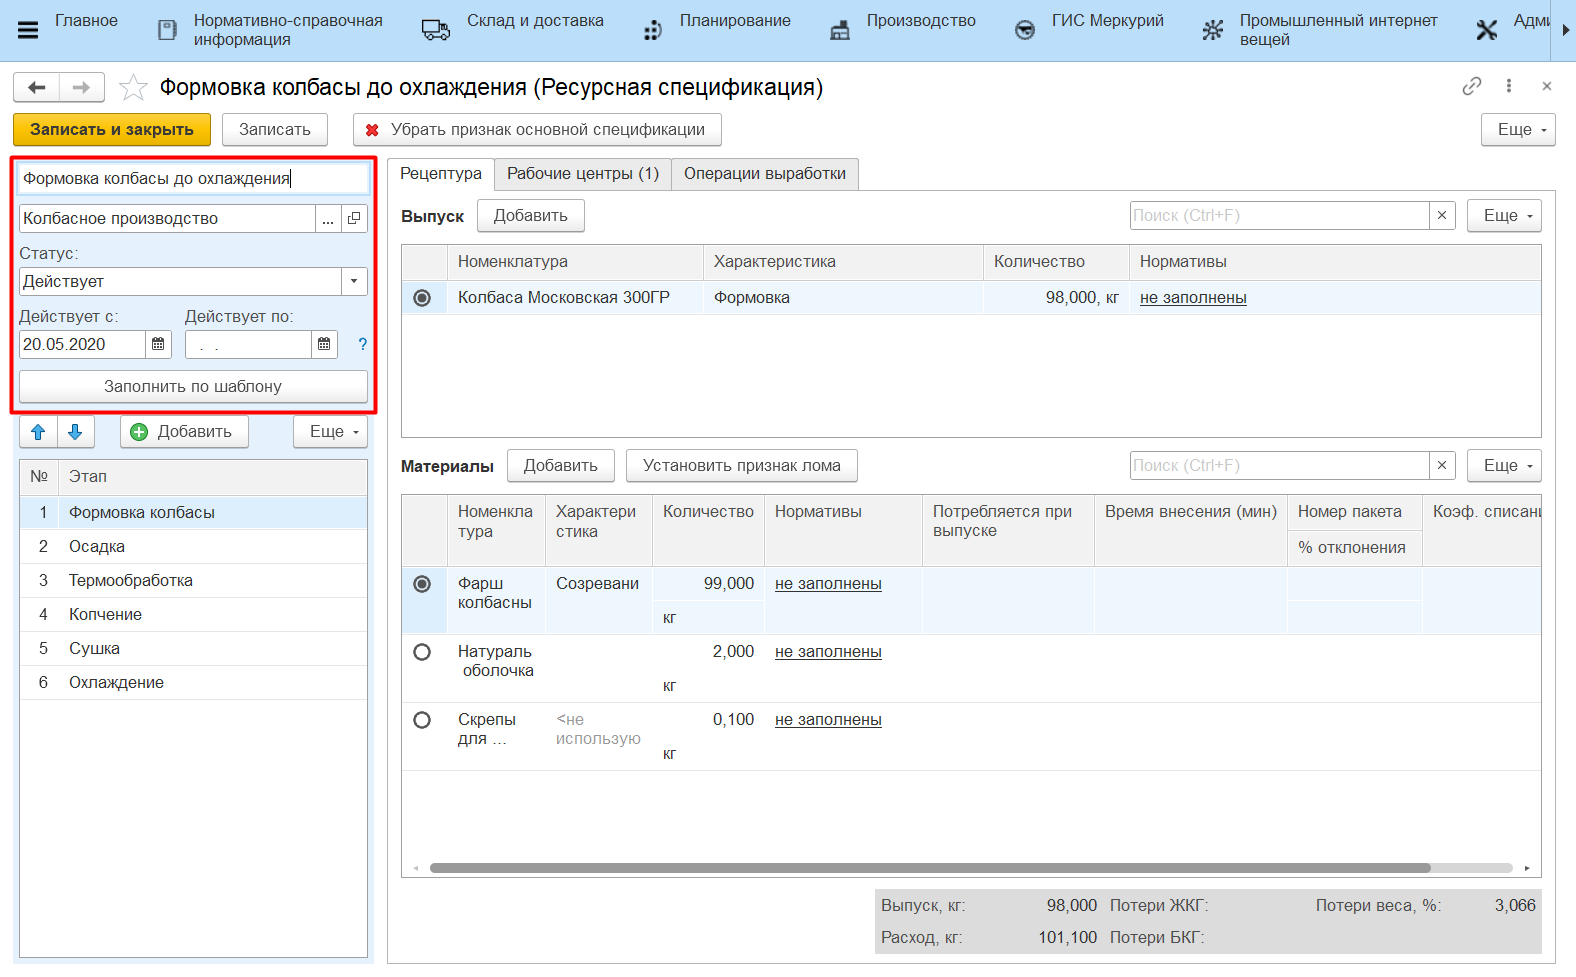 Главное
Нормативно-справочная
информация
Склад и доставка
Планирование
Производство
ГИС Меркурий
Промышленный интернет
вещей
Адми
Формовка колбасы до охлаждения (Ресурсная спецификация)
Записать и закрыть
Записать
Убрать признак основной спецификации
Еще
Формовка колбасы до охлаждения
Колбасное производство
...
Статус:
Действует
Действует с:
Действует по:
20.05.2020
. .
?
Заполнить по шаблону
Добавить
Еще
№ Этап
1 Формовка колбасы
2 Осадка
3 Термообработка
4 Копчение
5 Сушка
6 Охлаждение
Рецептура
Рабочие центры (1)
Операции выработки
Выпуск
Добавить
Поиск (Ctrl+F)
×
Еще
Номенклатура Характеристика Количество Нормативы
Колбаса Московская 300ГР Формовка 98,000, кг не заполнены
Материалы
Добавить
Установить признак лома
Поиск (Ctrl+F)
×
Еще
Номенкла
тура
Характери
стика
Количество
Нормативы
Потребляется при
выпуске
Время внесения (мин)
Номер пакета
% отклонения
Коэф. списани
Фарш
колбасны
Созревани
99,000
кг
не заполнены
Натураль
оболочка
2,000
кг
не заполнены
Скрепы
для ...
<не
использую
0,100
кг
не заполнены
Выпуск, кг: 98,000 Потери ЖКГ: Потери веса, %: 3,066
Расход, кг: 101,100 Потери БКГ: